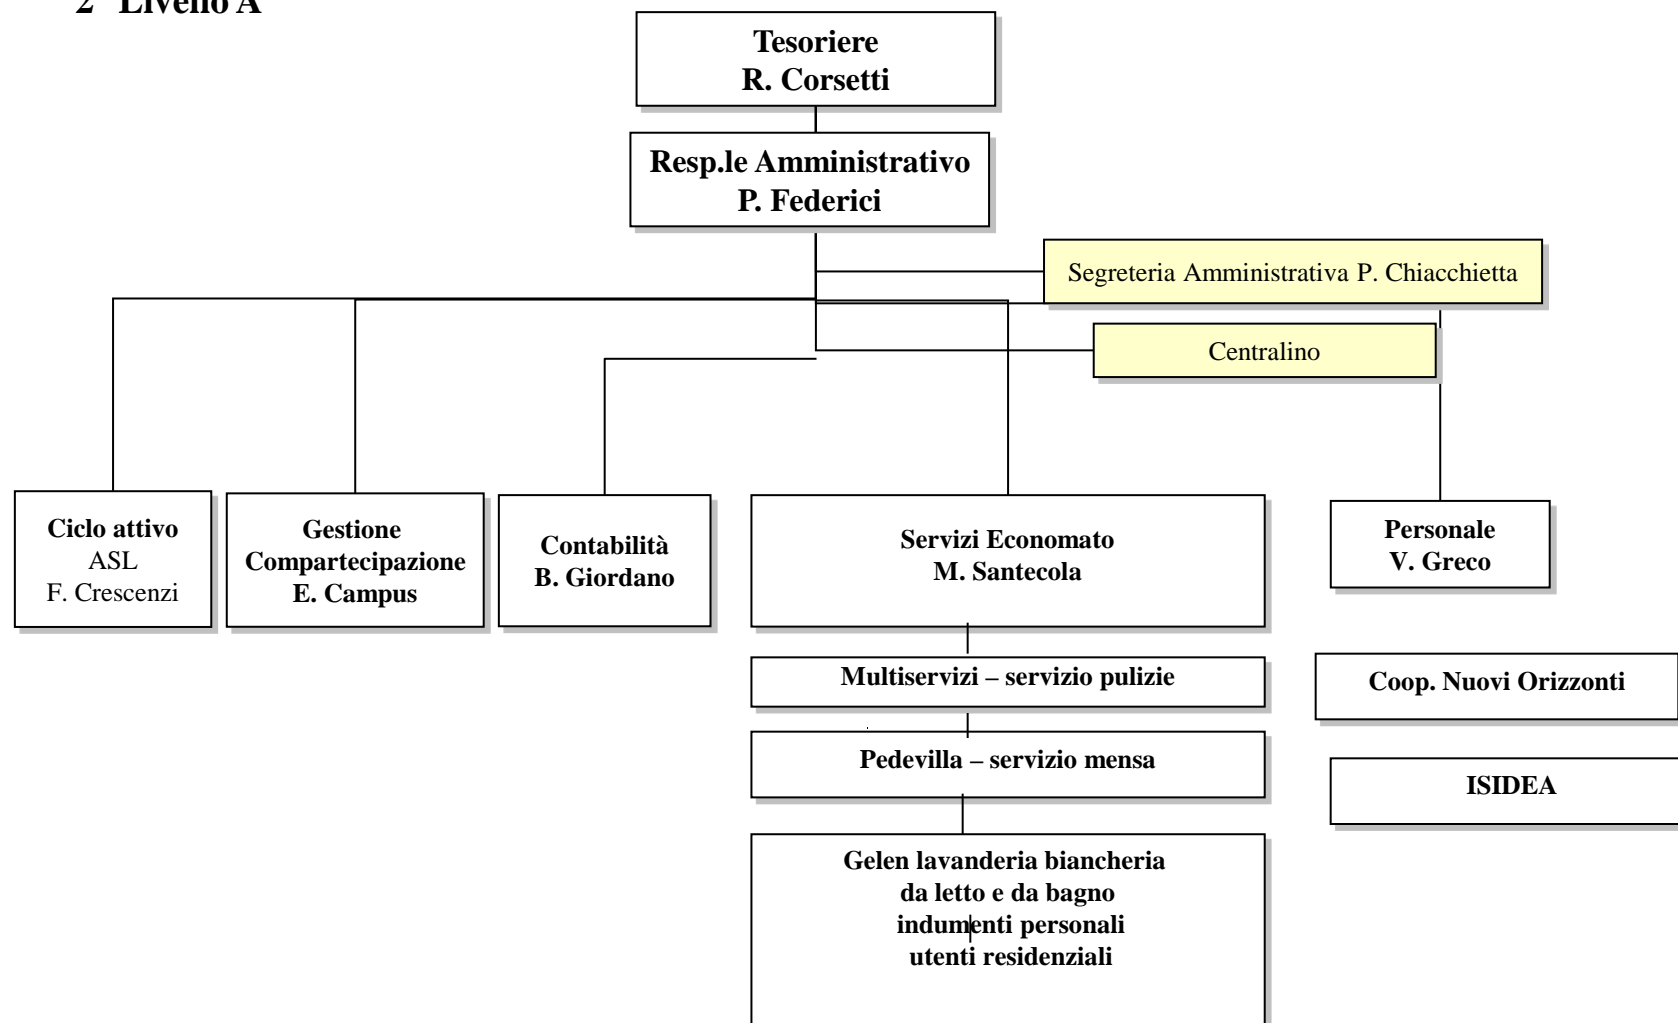 2 Livello A
Tesoriere
R. Corsetti
Resp.le Amministrativo
P. Federici
Segreteria Amministrativa P. Chiacchietta
Centralino
Ciclo attivo
ASL
F. Crescenzi
Gestione
Compartecipazione
E. Campus
Contabilità
B. Giordano
Servizi Economato
M. Santecola
Personale
V. Greco
Multiservizi – servizio pulizie
Coop. Nuovi Orizzonti
Pedevilla – servizio mensa
ISIDEA
Gelen lavanderia biancheria
da letto e da bagno
indumenti personali
utenti residenziali